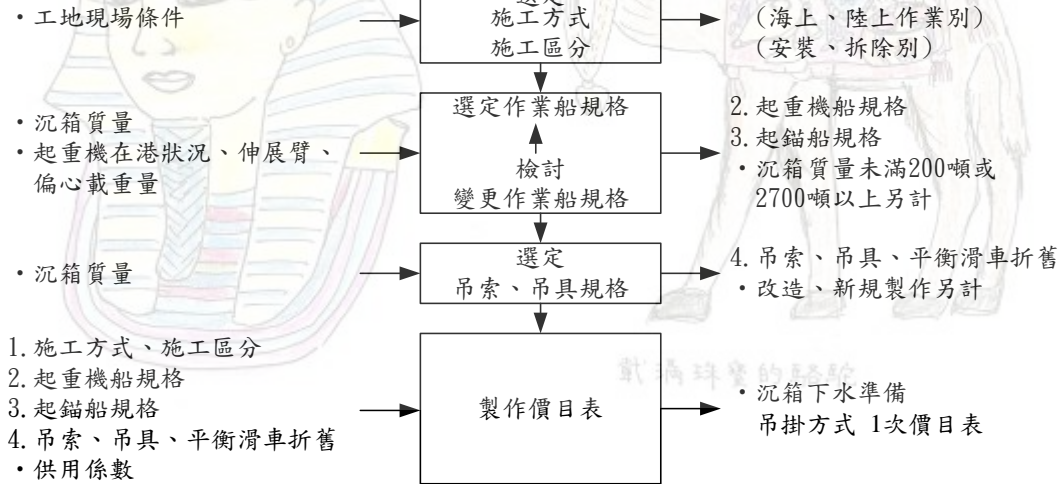 ・工地現場條件
選定
施工方式
施工區分
(海上、陸上作業別)
(安裝、拆除別)
・沉箱質量
・起重機在港狀況、伸展臂、
偏心載重量
選定作業船規格
檢討
變更作業船規格
2.起重機船規格
3.起錨船規格
・沉箱質量未滿200噸或
2700噸以上另計
・沉箱質量
選定
吊索、吊具規格
4.吊索、吊具、平衡滑車折舊
・改造、新規製作另計
1.施工方式、施工區分
2.起重機船規格
3.起錨船規格
4.吊索、吊具、平衡滑車折舊
・供用係數
製作價目表
・沉箱下水準備
吊掛方式 1次價目表
戴滿珠寶的駱駝